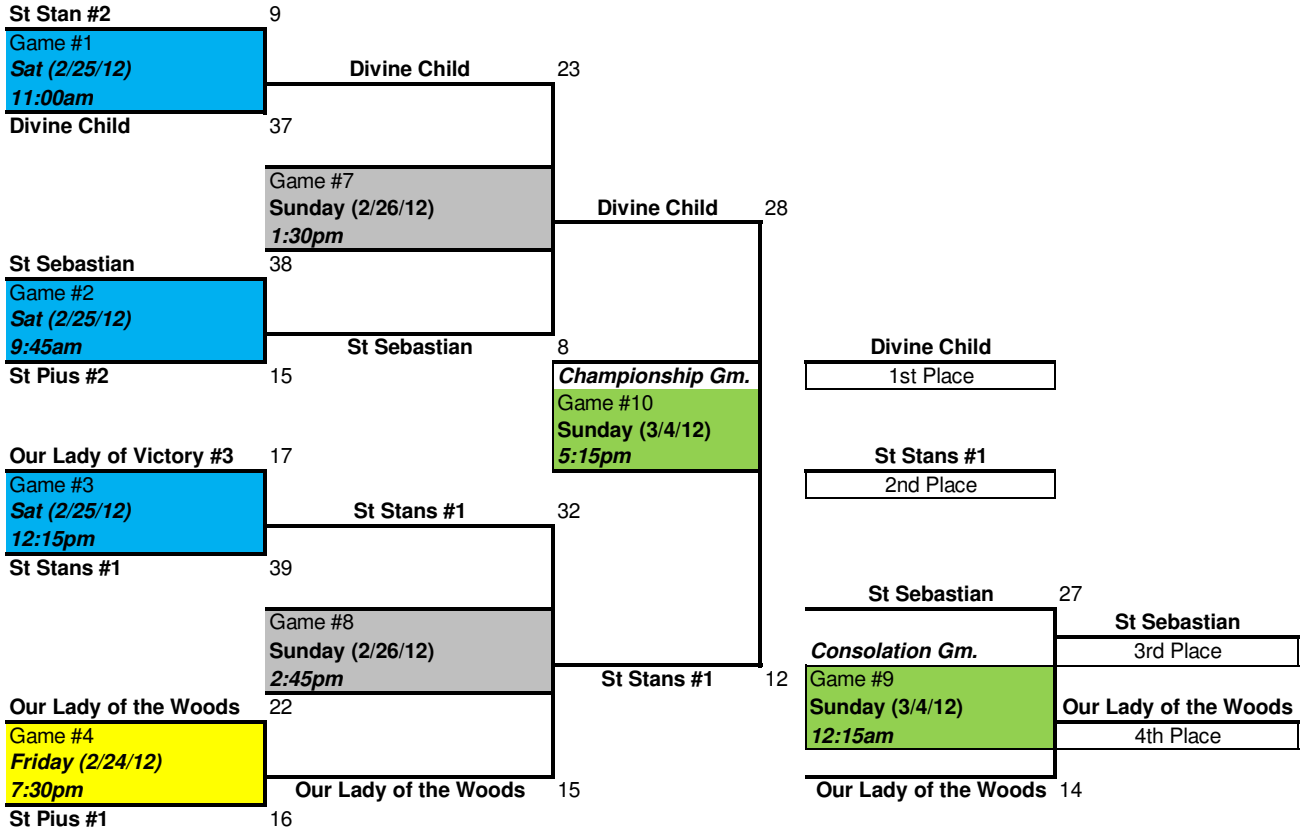 St Stan #2 9
Game #1
Sat (2/25/12) Divine Child 23
11:00am
Divine Child 37
Game #7
Sunday (2/26/12) Divine Child 28
1:30pm
St Sebastian 38
Game #2
Sat (2/25/12)
9:45am St Sebastian 8 Divine Child
St Pius #2 15 Championship Gm. 1st Place
Game #10
Sunday (3/4/12)
Our Lady of Victory #3 17 5:15pm St Stans #1
Game #3 2nd Place
Sat (2/25/12) St Stans #1 32
12:15pm
St Stans #1 39
St Sebastian 27
Game #8 St Sebastian
Sunday (2/26/12) Consolation Gm. 3rd Place
2:45pm St Stans #1 12 Game #9
Our Lady of the Woods 22 Sunday (3/4/12) Our Lady of the Woods
Game #4 12:15am 4th Place
Friday (2/24/12)
7:30pm Our Lady of the Woods 15 Our Lady of the Woods 14
St Pius #1 16